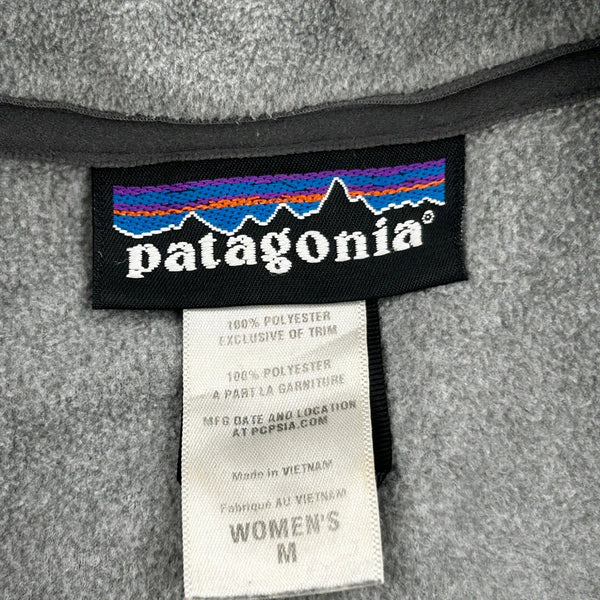 patagonia®
100% POLYESTER
EXCLUSIVE OF TRIM
100% POLYESTER
A PART LA GARNITURE
MFG DATE AND LOCATION
AT PCPSIA.COM
Made in VIETNAM
Fabriqué AU VIETNAM
WOMEN'S
M